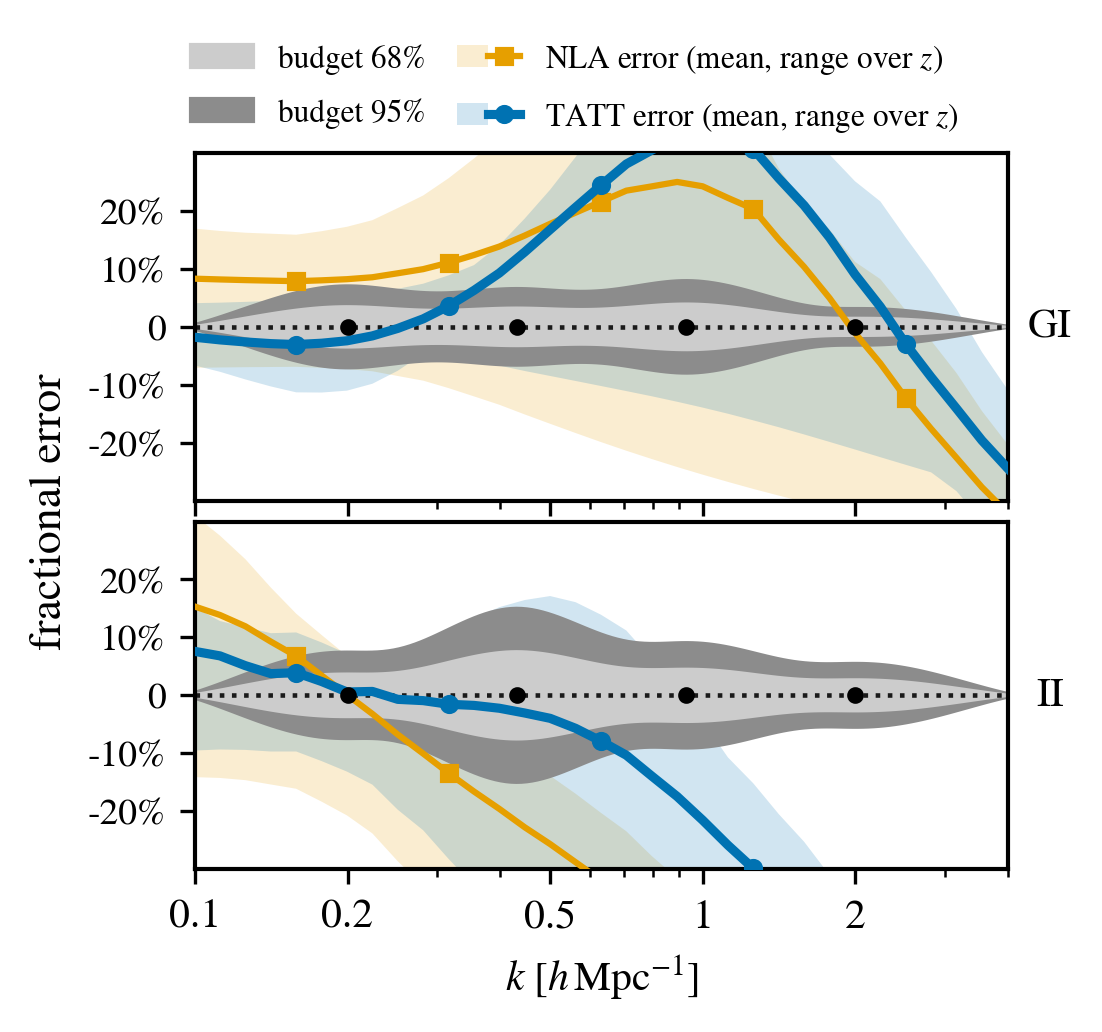 budget 68%
NLA error (mean, range over z)
budget 95%
TATT error (mean, range over z)
20%
10%
0
-10%
-20%
GI
fractional error
20%
10%
0
-10%
-20%
II
0.1 0.2 0.5 1 2
k [h Mpc⁻¹]